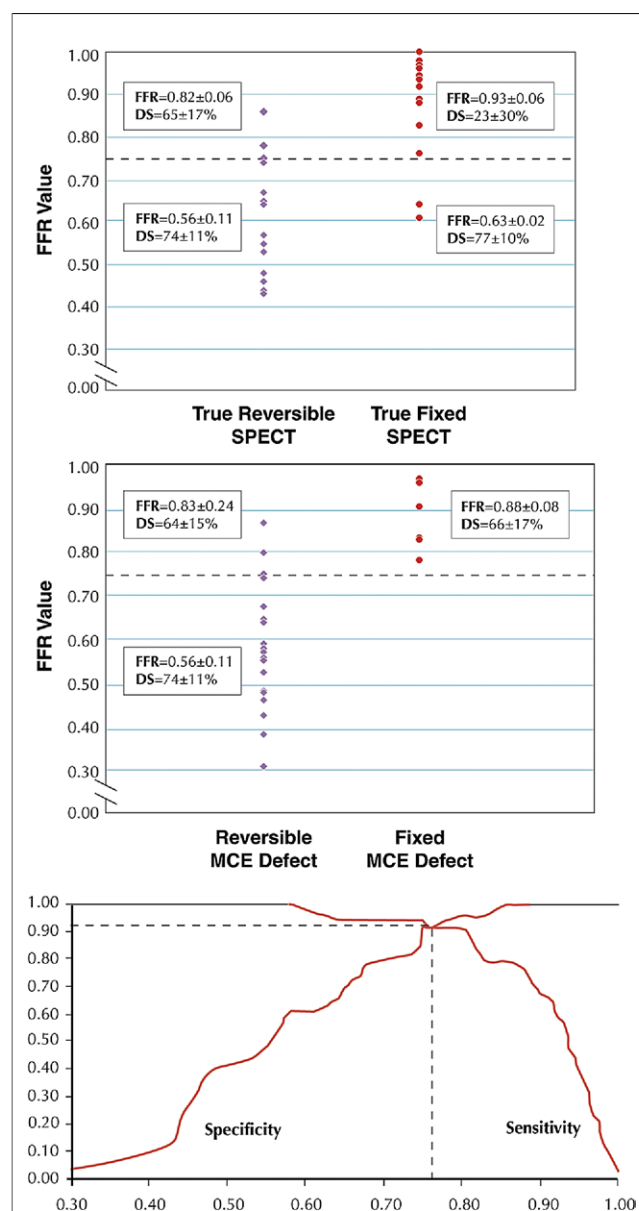 1.00
0.90
0.80
0.70
0.60
0.50
0.40
0.30
0.00
FFR Value
FFR=0.82±0.06
DS=65±17%
FFR=0.93±0.06
DS=23±30%
FFR=0.56±0.11
DS=74±11%
FFR=0.63±0.02
DS=77±10%
True Reversible
SPECT
True Fixed
SPECT
1.00
0.90
0.80
0.70
0.60
0.50
0.40
0.30
0.00
FFR Value
FFR=0.83±0.24
DS=64±15%
FFR=0.88±0.08
DS=66±17%
FFR=0.56±0.11
DS=74±11%
Reversible
MCE Defect
Fixed
MCE Defect
1.00
0.90
0.80
0.70
0.60
0.50
0.40
0.30
0.20
0.10
0.00
Specificity
Sensitivity
0.30 0.40 0.50 0.60 0.70 0.80 0.90 1.00